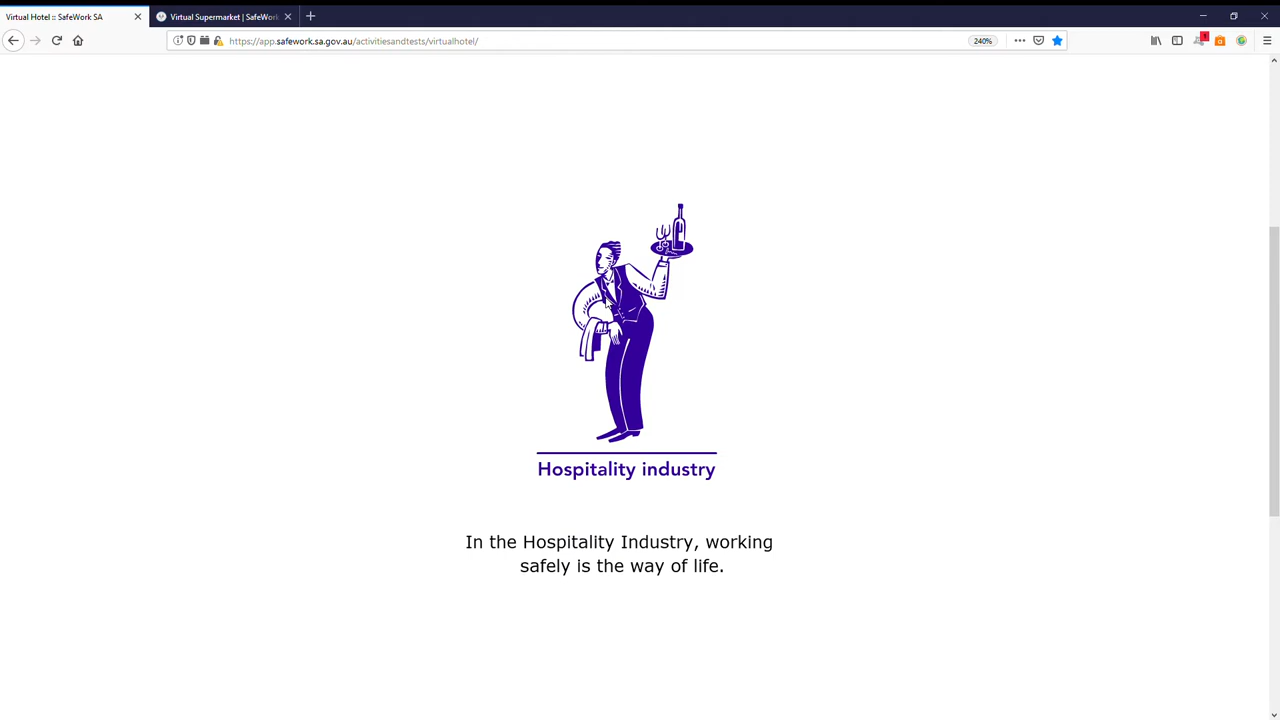 Virtual Hotel :: SafeWork SA
Virtual Supermarket | SafeWork
https://app.safework.sa.gov.au/activitiesandtests/virtualhotel/
240%
Hospitality industry
In the Hospitality Industry, working
safely is the way of life.